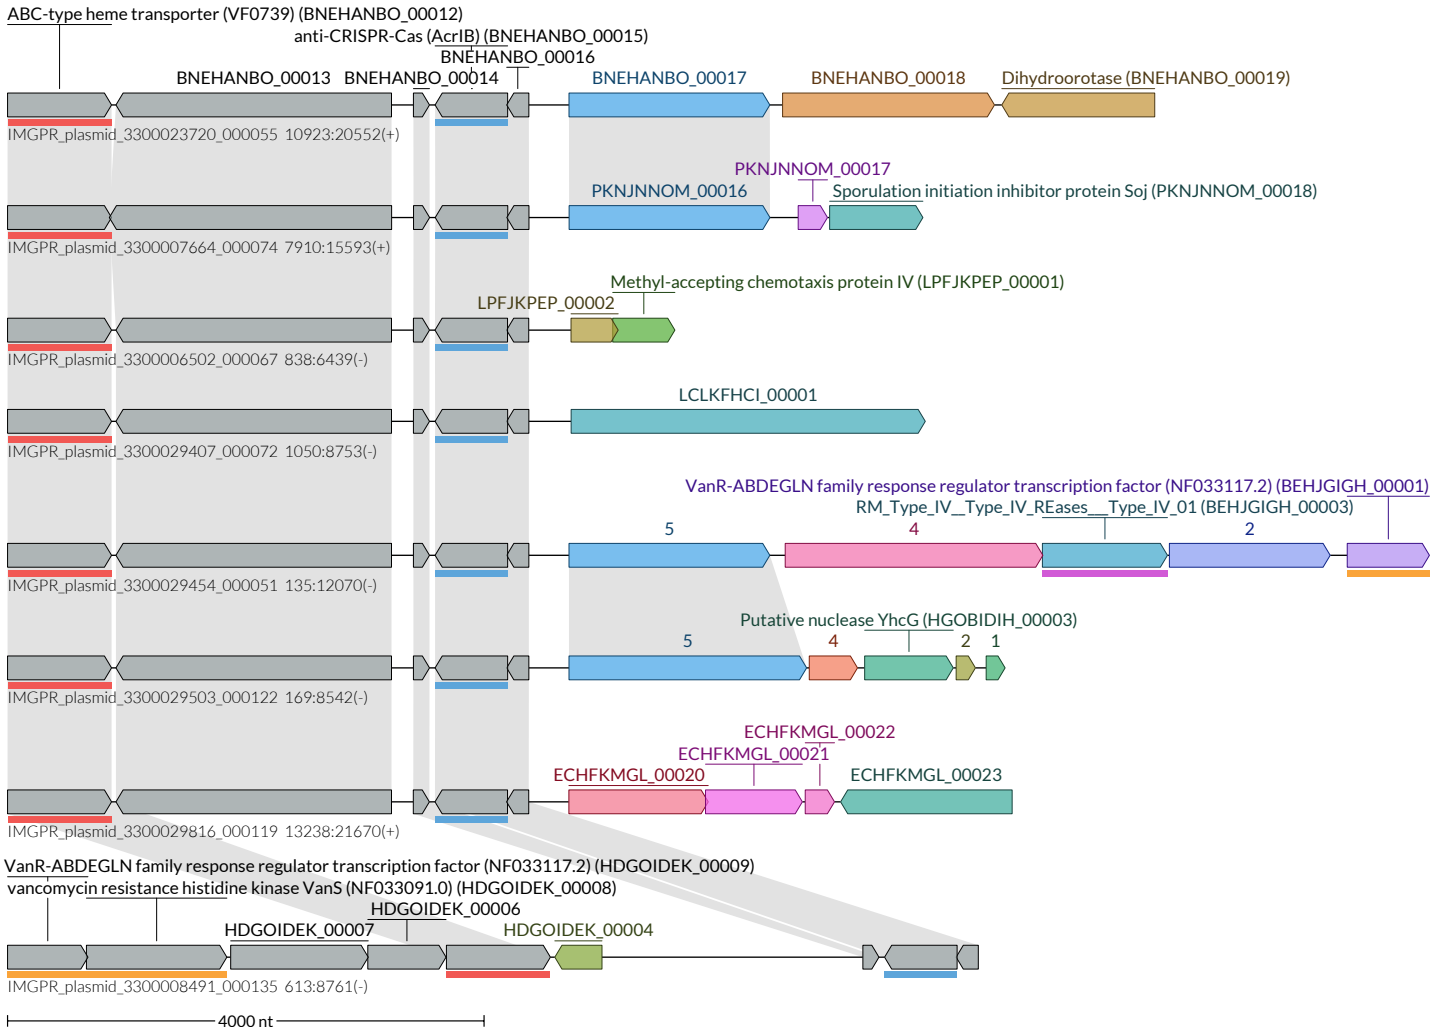 ABC-type heme transporter (VF0739) (BNEHANBO_00012)
anti-CRISPR-Cas (AcrIB) (BNEHANBO_00015)
BNEHANBO_00016
BNEHANBO_00013 BNEHANBO_00014 BNEHANBO_00017 BNEHANBO_00018 Dihydroorotase (BNEHANBO_00019)
IMGPR_plasmid_3300023720_000055 10923:20552(+)
PKNJNNOM_00017
PKNJNNOM_00016 Sporulation initiation inhibitor protein Soj (PKNJNNOM_00018)
IMGPR_plasmid_3300007664_000074 7910:15593(+)
Methyl-accepting chemotaxis protein IV (LPFJKPEP_00001)
LPFJKPEP_00002
IMGPR_plasmid_3300006502_000067 838:6439(-)
LCLKFHCI_00001
IMGPR_plasmid_3300029407_000072 1050:8753(-)
VanR-ABDEGLN family response regulator transcription factor (NF033117.2) (BEHJGIGH_00001)
RM_Type_IV__Type_IV_REases___Type_IV_01 (BEHJGIGH_00003)
5 4 2
IMGPR_plasmid_3300029454_000051 135:12070(-)
Putative nuclease YhcG (HGOBIDIH_00003)
5 4 2 1
IMGPR_plasmid_3300029503_000122 169:8542(-)
ECHFKMGL_00022
ECHFKMGL_00021
ECHFKMGL_00020 ECHFKMGL_00023
IMGPR_plasmid_3300029816_000119 13238:21670(+)
VanR-ABDEGLN family response regulator transcription factor (NF033117.2) (HDGOIDEK_00009)
vancomycin resistance histidine kinase VanS (NF033091.0) (HDGOIDEK_00008)
HDGOIDEK_00006
HDGOIDEK_00007 HDGOIDEK_00004
IMGPR_plasmid_3300008491_000135 613:8761(-)
4000 nt